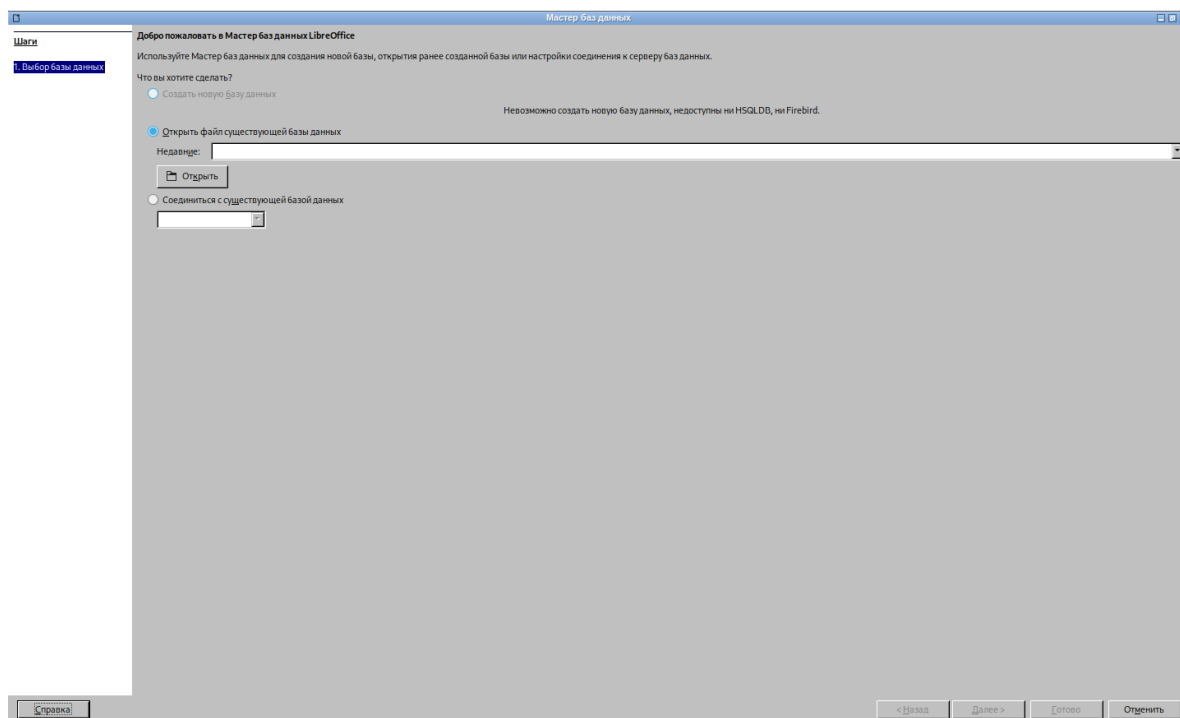 Мастер баз данных
Шаги
1. Выбор базы данных
Добро пожаловать в Мастер баз данных LibreOffice
Используйте Мастер баз данных для создания новой базы, открытия ранее созданной базы или настройки соединения к серверу баз данных.
Что вы хотите сделать?
Создать новую базу данных
Невозможно создать новую базу данных, недоступны ни HSQLDB, ни Firebird.
Открыть файл существующей базы данных
Недавние:
Открыть
Соединиться с существующей базой данных
Справка
< Назад
Далее >
Готово
Отменить